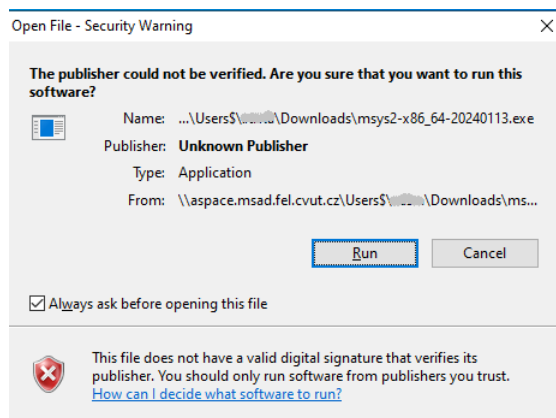 Open File - Security Warning
The publisher could not be verified. Are you sure that you want to run this
software?
Name: ...\Users$\ \Downloads\msys2-x86_64-20240113.exe
Publisher: Unknown Publisher
Type: Application
From: \\aspace.msad.fel.cvut.cz\Users$\ \Downloads\ms...
Run Cancel
Always ask before opening this file
This file does not have a valid digital signature that verifies its
publisher. You should only run software from publishers you trust.
How can I decide what software to run?